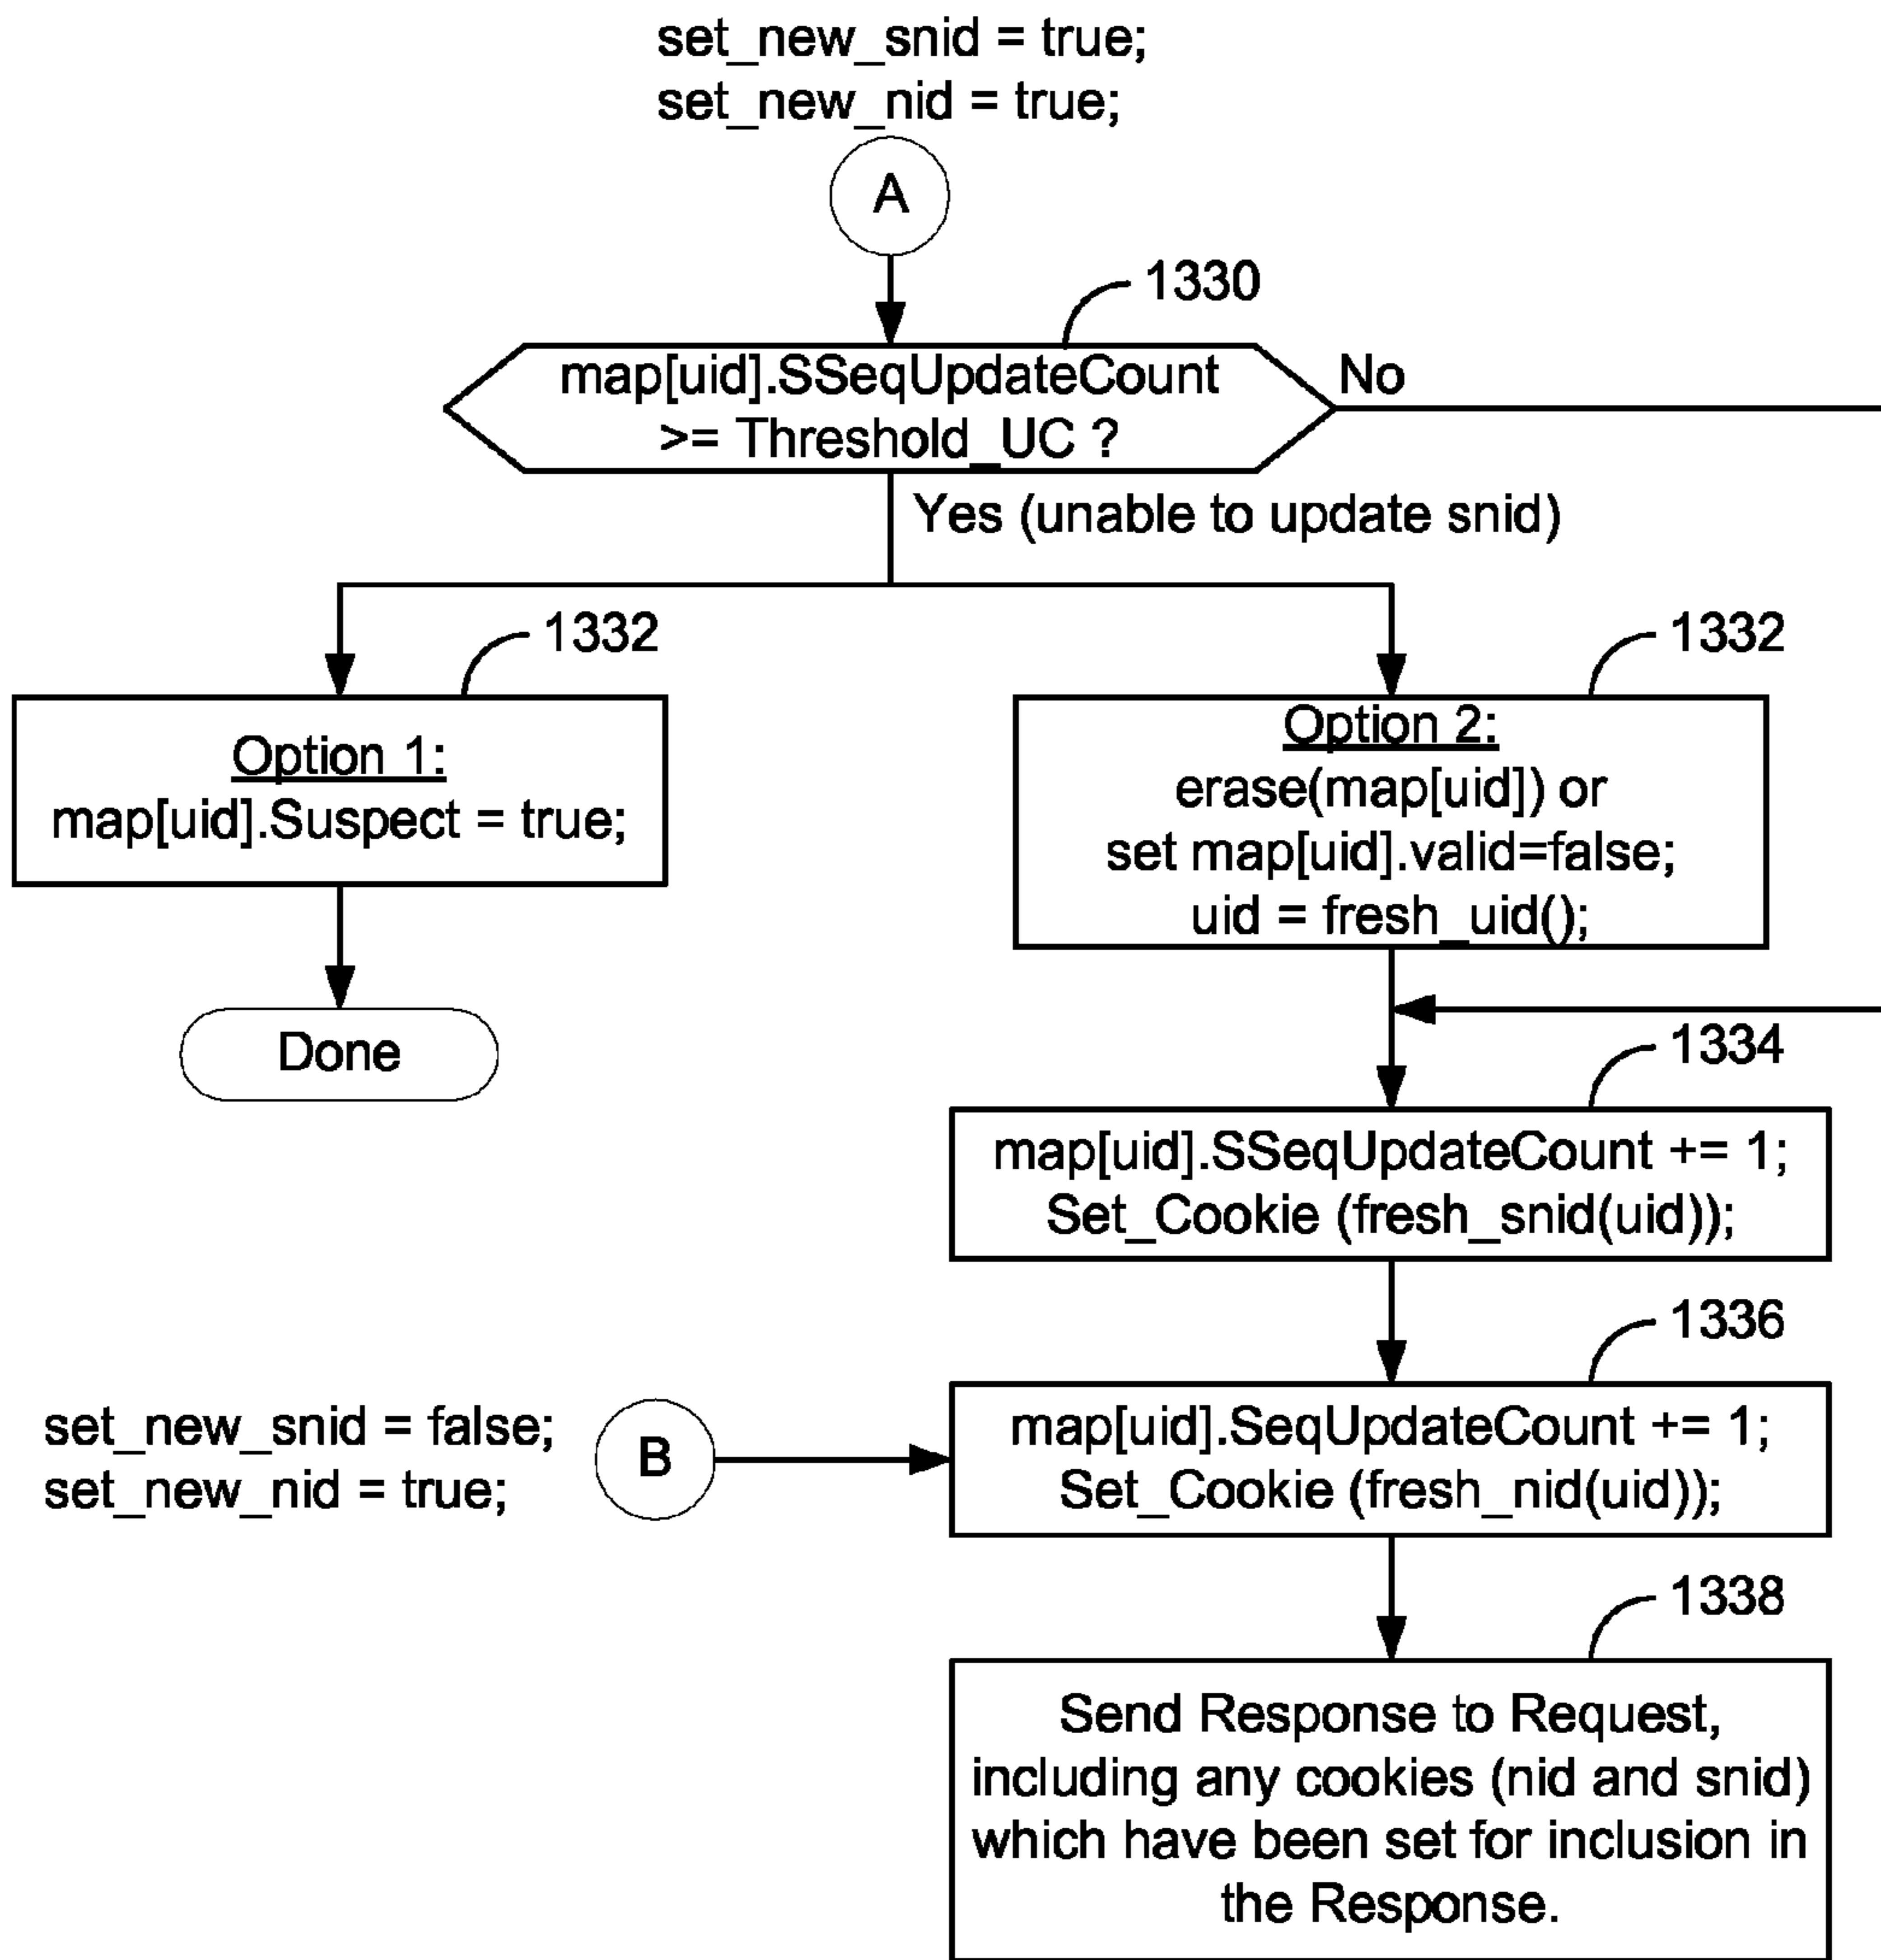 set_new_snid = true;
set_new_nid = true;
A
1330
map[uid].SSeqUpdateCount
>= Threshold_UC ?
No
Yes (unable to update snid)
1332
Option 1:
map[uid].Suspect = true;
Done
1332
Option 2:
erase(map[uid]) or
set map[uid].valid=false;
uid = fresh_uid();
1334
map[uid].SSeqUpdateCount += 1;
Set_Cookie (fresh_snid(uid));
1336
set_new_snid = false;
set_new_nid = true;
B
map[uid].SeqUpdateCount += 1;
Set_Cookie (fresh_nid(uid));
1338
Send Response to Request,
including any cookies (nid and snid)
which have been set for inclusion in
the Response.